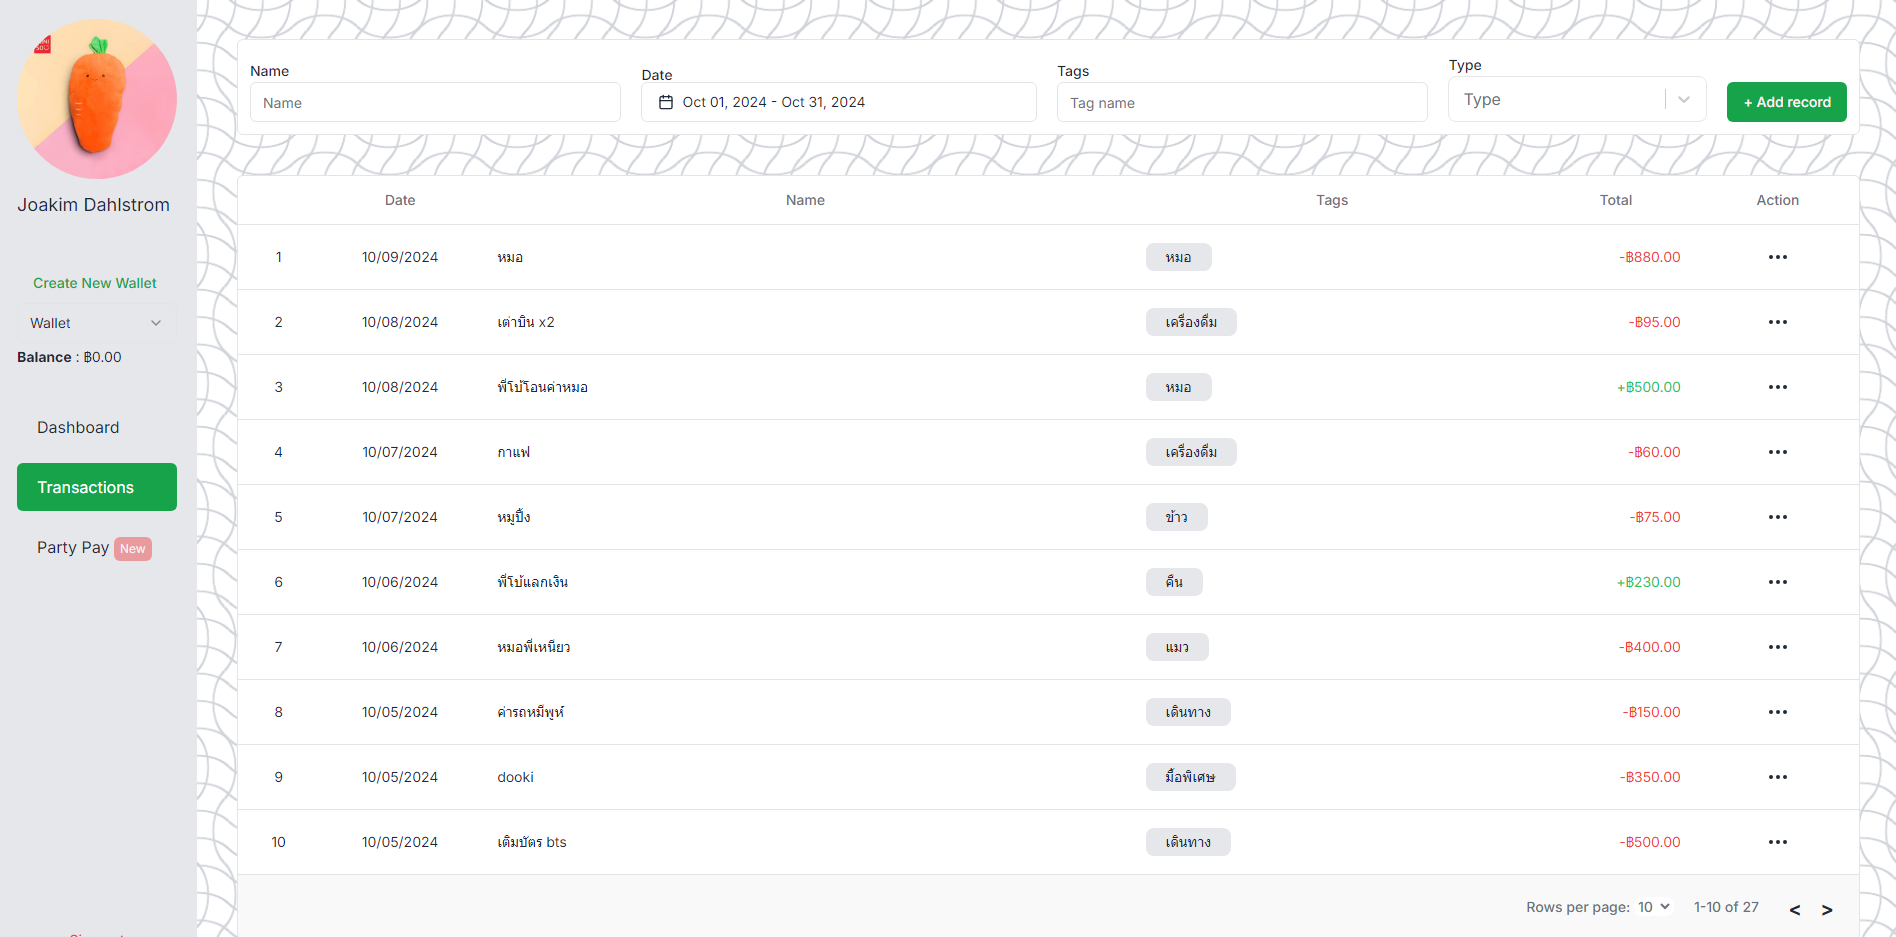 Joakim Dahlstrom
Create New Wallet
Wallet
Balance : ฿0.00
Dashboard
Transactions
Party Pay New
Name
Name
Date
Oct 01, 2024 - Oct 31, 2024
Tags
Tag name
Type
Type
+ Add record
Date Name Tags Total Action
1 10/09/2024 หมอ หมอ -฿880.00
2 10/08/2024 เต่าบิน x2 เครื่องดื่ม -฿95.00
3 10/08/2024 พี่โบ้โอนค่าหมอ หมอ +฿500.00
4 10/07/2024 กาแฟ เครื่องดื่ม -฿60.00
5 10/07/2024 หมูปิ้ง ข้าว -฿75.00
6 10/06/2024 พี่โบ้แลกเงิน คืน +฿230.00
7 10/06/2024 หมอพี่เหนียว แมว -฿400.00
8 10/05/2024 ค่ารถหมีพูห์ เดินทาง -฿150.00
9 10/05/2024 dooki มื้อพิเศษ -฿350.00
10 10/05/2024 เติมบัตร bts เดินทาง -฿500.00
Rows per page: 10 1-10 of 27 < >